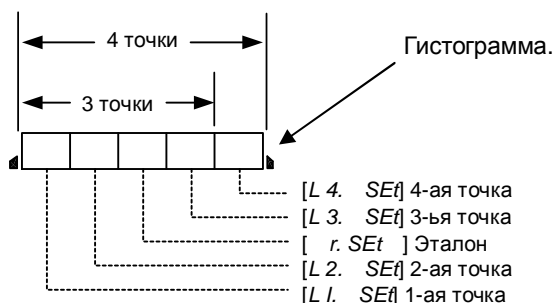 4 точки
Гистограмма.
3 точки
[L 4. SEt] 4-ая точка
[L 3. SEt] 3-ья точка
[ r. SEt ] Эталон
[L 2. SEt] 2-ая точка
[L I. SEt] 1-ая точка